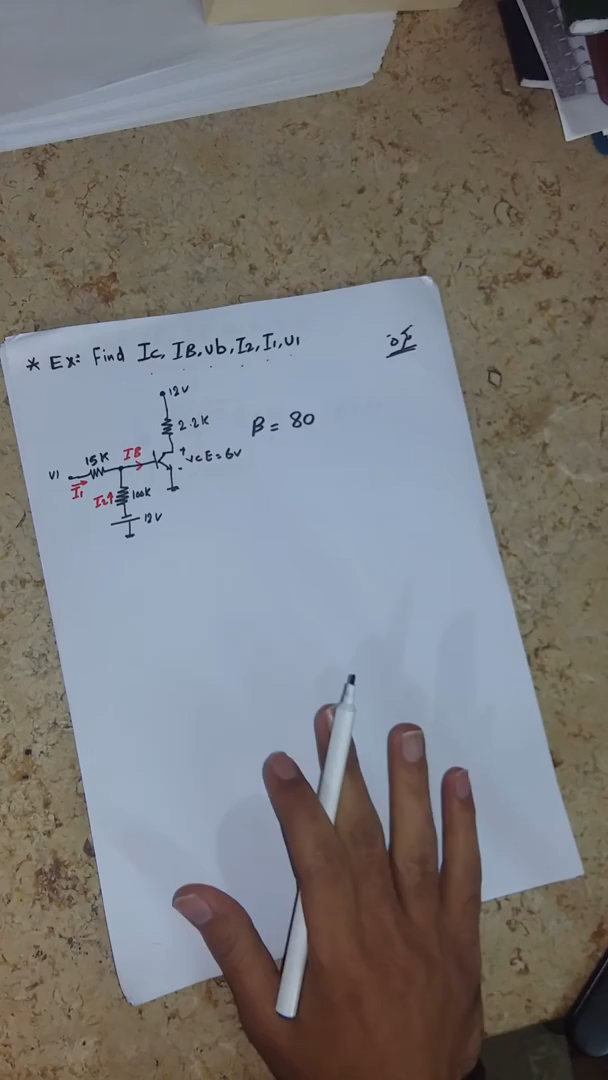 * Ex: Find Ic, IB, Vb, I2, I1, V1
12V
2.2K
β = 80
15K
IB
+
VCE = 6V
-
V1
I1
I2
100K
12V